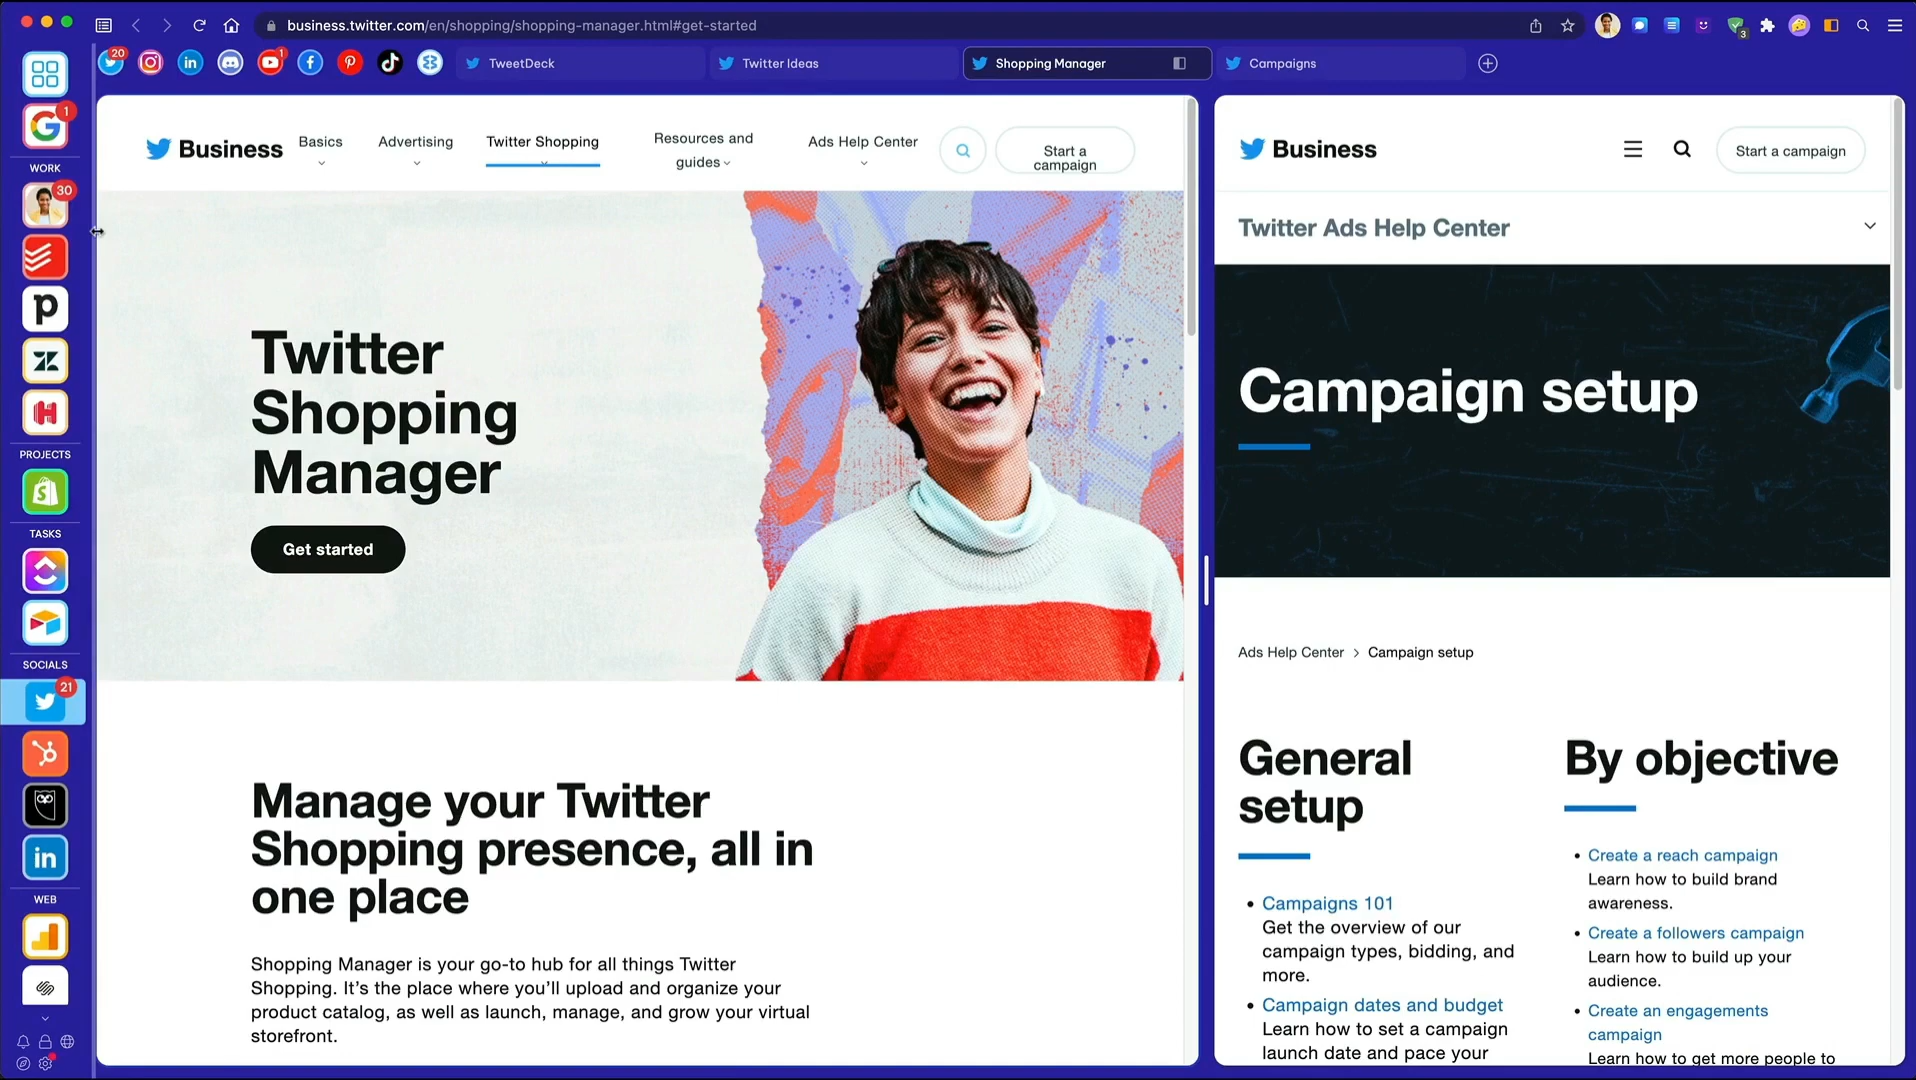 business.twitter.com/en/shopping/shopping-manager.html#get-started
3
20
1
TweetDeck
Twitter Ideas
Shopping Manager
Campaigns
1
WORK
30
PROJECTS
TASKS
SOCIALS
21
in
WEB
Business
Basics
Advertising
Twitter Shopping
Resources and
guides
Ads Help Center
Start a
campaign
Twitter
Shopping
Manager
Get started
Manage your Twitter
Shopping presence, all in
one place
Shopping Manager is your go-to hub for all things Twitter
Shopping. It’s the place where you’ll upload and organize your
product catalog, as well as launch, manage, and grow your virtual
storefront.
Business
Start a campaign
Twitter Ads Help Center
Campaign setup
Ads Help Center > Campaign setup
General
setup
• Campaigns 101
Get the overview of our
campaign types, bidding, and
more.
• Campaign dates and budget
Learn how to set a campaign
launch date and pace your
By objective
• Create a reach campaign
Learn how to build brand
awareness.
• Create a followers campaign
Learn how to build up your
audience.
• Create an engagements
campaign
Learn how to get more people to